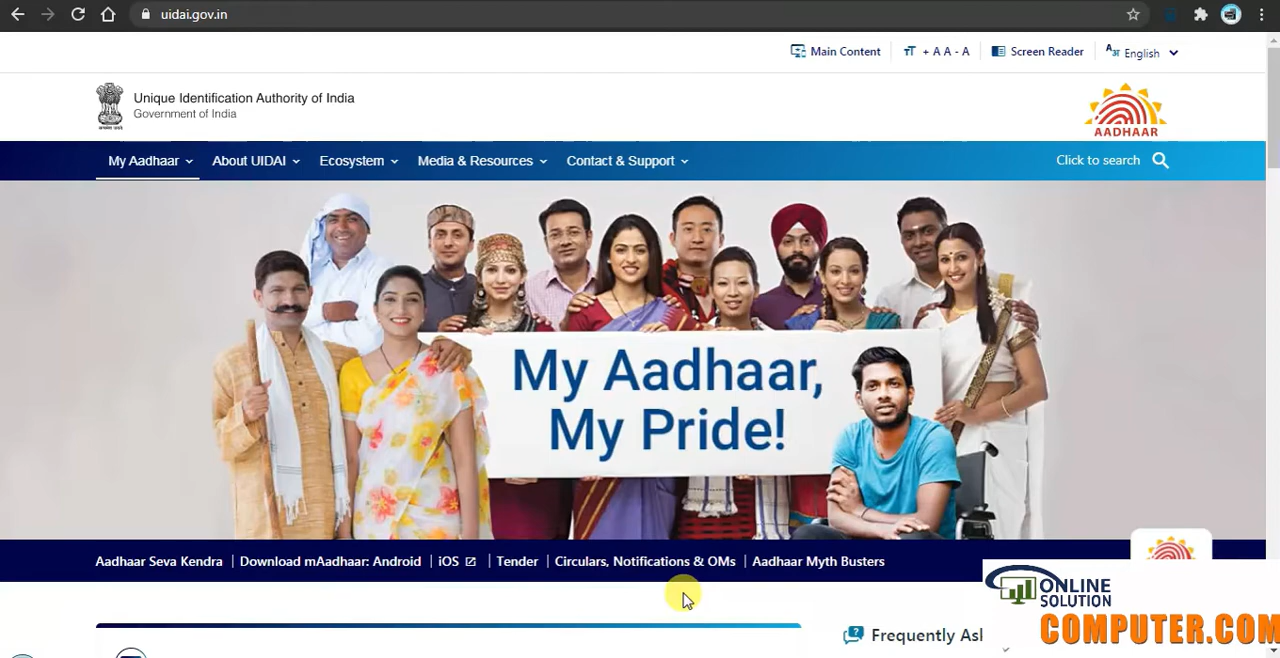 uidai.gov.in
Main Content
+ A A - A
Screen Reader
English
Unique Identification Authority of India
Government of India
AADHAAR
My Aadhaar
About UIDAI
Ecosystem
Media & Resources
Contact & Support
Click to search
My Aadhaar,
My Pride!
Aadhaar Seva Kendra
Download mAadhaar: Android
iOS
Tender
Circulars, Notifications & OMs
Aadhaar Myth Busters
ONLINE
SOLUTION
COMPUTER.COM
Frequently Ask